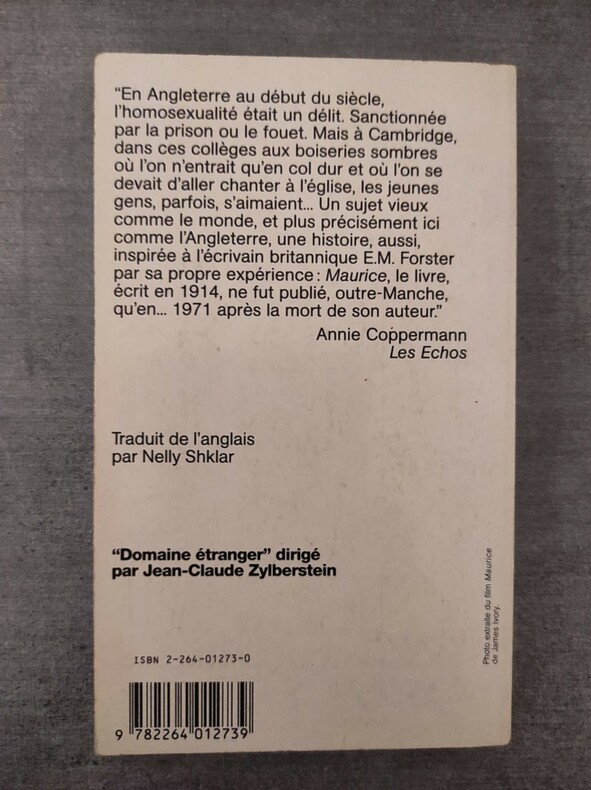 “En Angleterre au début du siècle,
l’homosexualité était un délit. Sanctionnée
par la prison ou le fouet. Mais à Cambridge,
dans ces collèges aux boiseries sombres
où l’on n’entrait qu’en col dur et où l’on se
devait d’aller chanter à l’église, les jeunes
gens, parfois, s’aimaient... Un sujet vieux
comme le monde, et plus précisément ici
comme l’Angleterre, une histoire, aussi,
inspirée à l’écrivain britannique E.M. Forster
par sa propre expérience : Maurice, le livre,
écrit en 1914, ne fut publié, outre-Manche,
qu’en... 1971 après la mort de son auteur.”
Annie Coppermann
Les Echos
Traduit de l’anglais
par Nelly Shklar
“Domaine étranger” dirigé
par Jean-Claude Zylberstein
Photo extraite du film Maurice
de James Ivory.
ISBN 2-264-01273-0
9 782264 012739